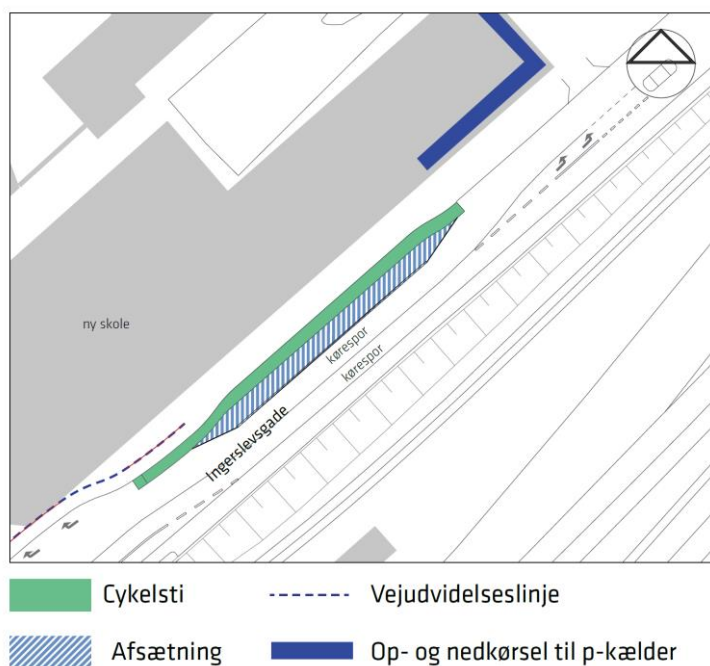 ny skole
kørespor
kørespor
Ingerslevsgade
Cykelsti
Vejudvidelseslinje
Afsætning
Op- og nedkørsel til p-kælder